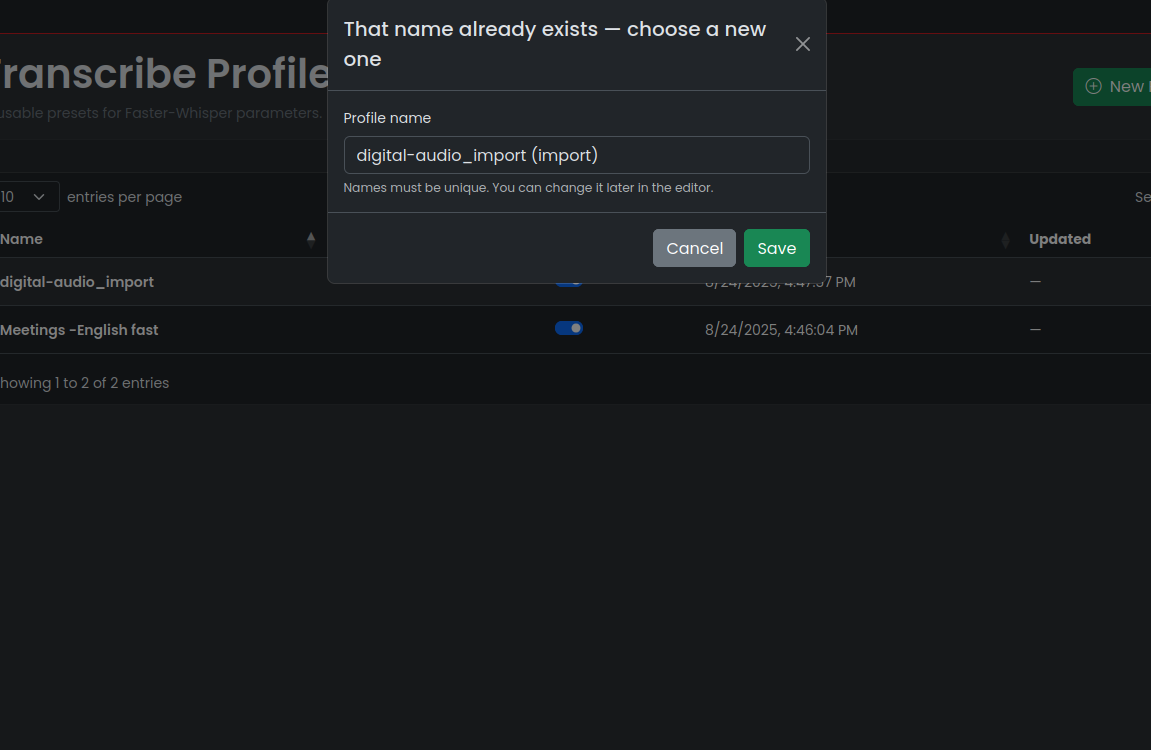 That name already exists — choose a new
one
ranscribe Profile
New
usable presets for Faster-Whisper parameters.
Profile name
digital-audio_import (import)
Names must be unique. You can change it later in the editor.
10 entries per page
Se
Cancel Save
Name Updated
digital-audio_import 8/24/2025, 4:47:37 PM —
Meetings -English fast 8/24/2025, 4:46:04 PM —
howing 1 to 2 of 2 entries